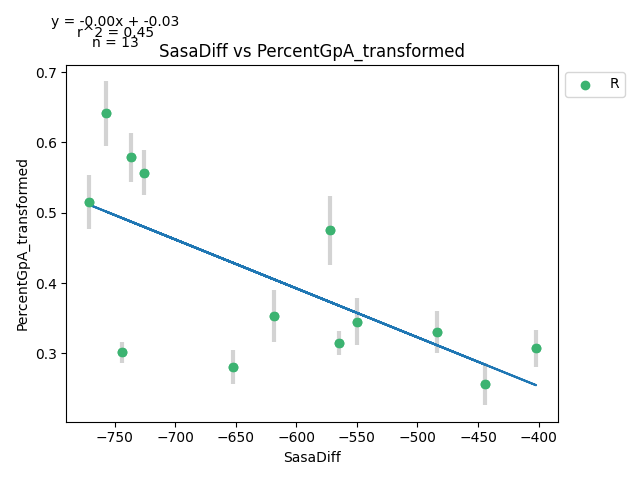 y = -0.00x + -0.03
r^2 = 0.45
n = 13
SasaDiff vs PercentGpA_transformed
R
PercentGpA_transformed
0.7
0.6
0.5
0.4
0.3
−750
−700
−650
−600
−550
−500
−450
−400
SasaDiff